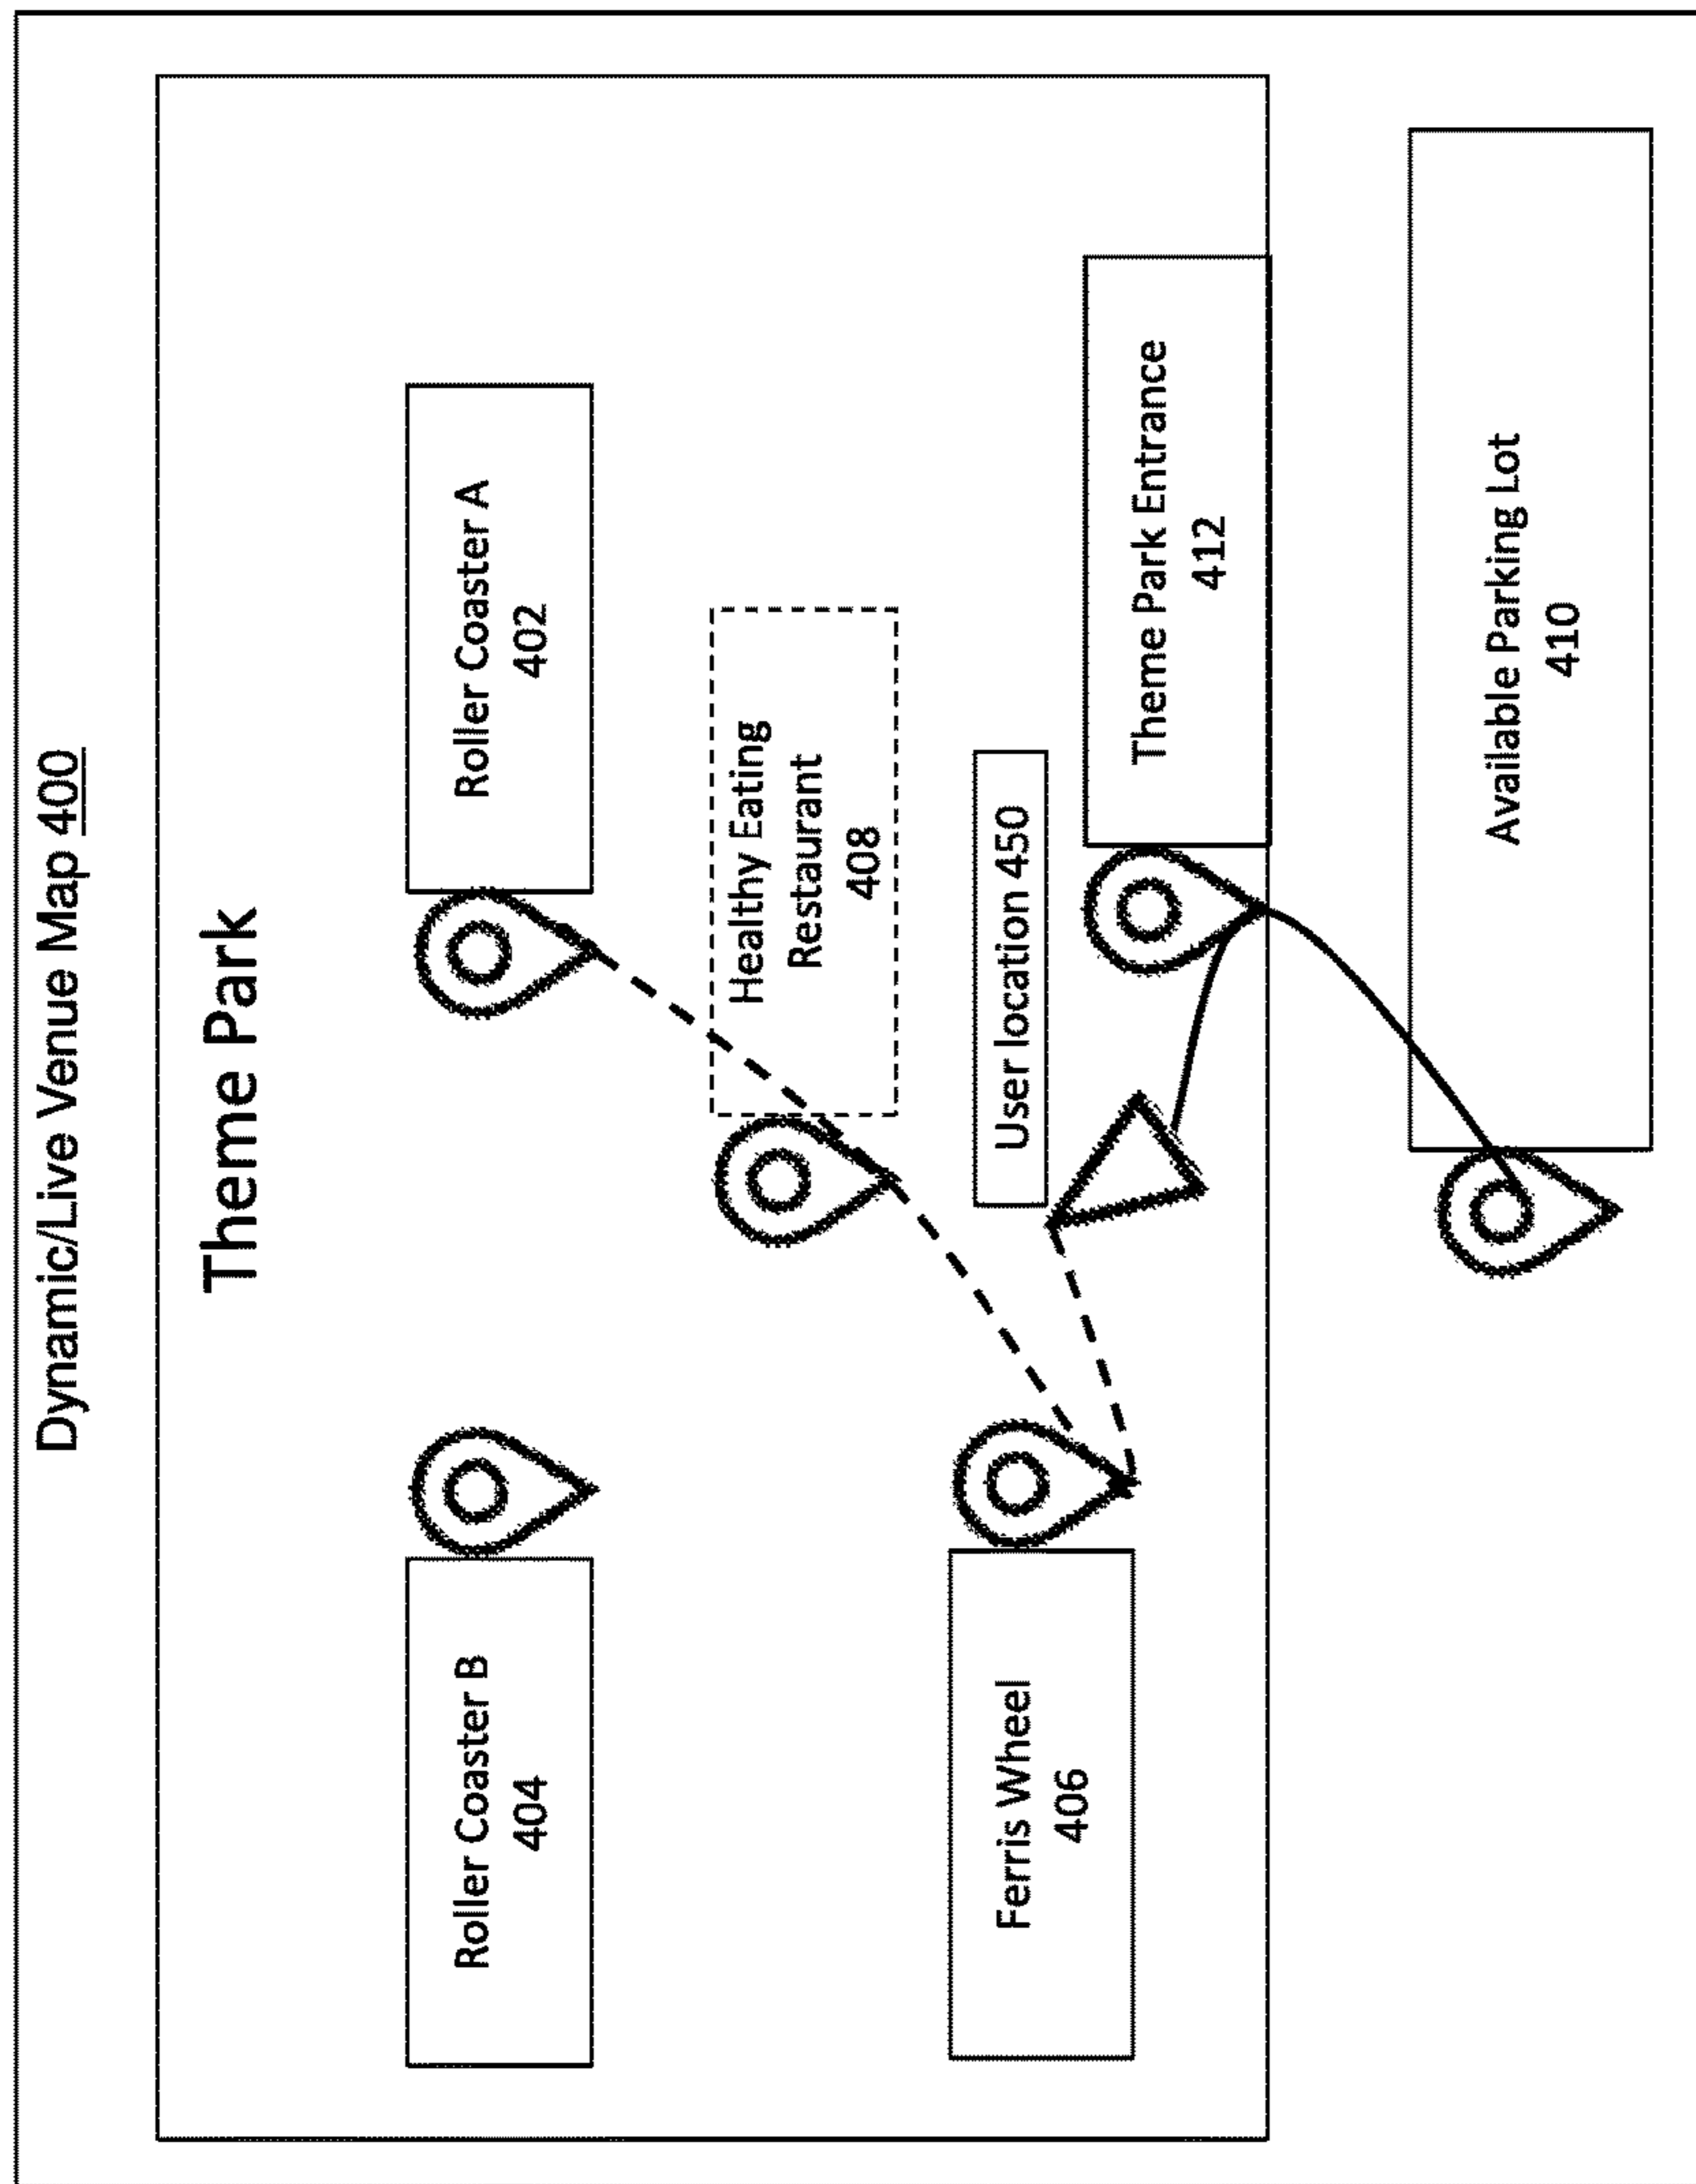 Dynamic/Live Venue Map 400
Theme Park
Roller Coaster B
404
Roller Coaster A
402
Healthy Eating
Restaurant
408
Ferris Wheel
406
User location 450
Theme Park Entrance
412
Available Parking Lot
410